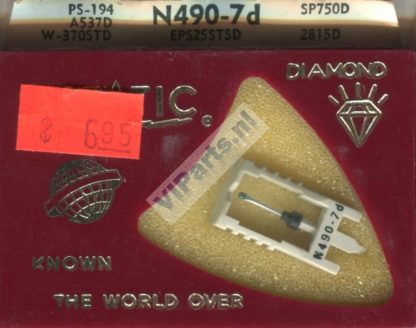 PS-194
A537D
W-370STD
N490-7d
EPS25STSD
SP750D
2815D
DIAMOND
6.95
ViParts.nl
N490-7d
KNOWN
THE WORLD OVER